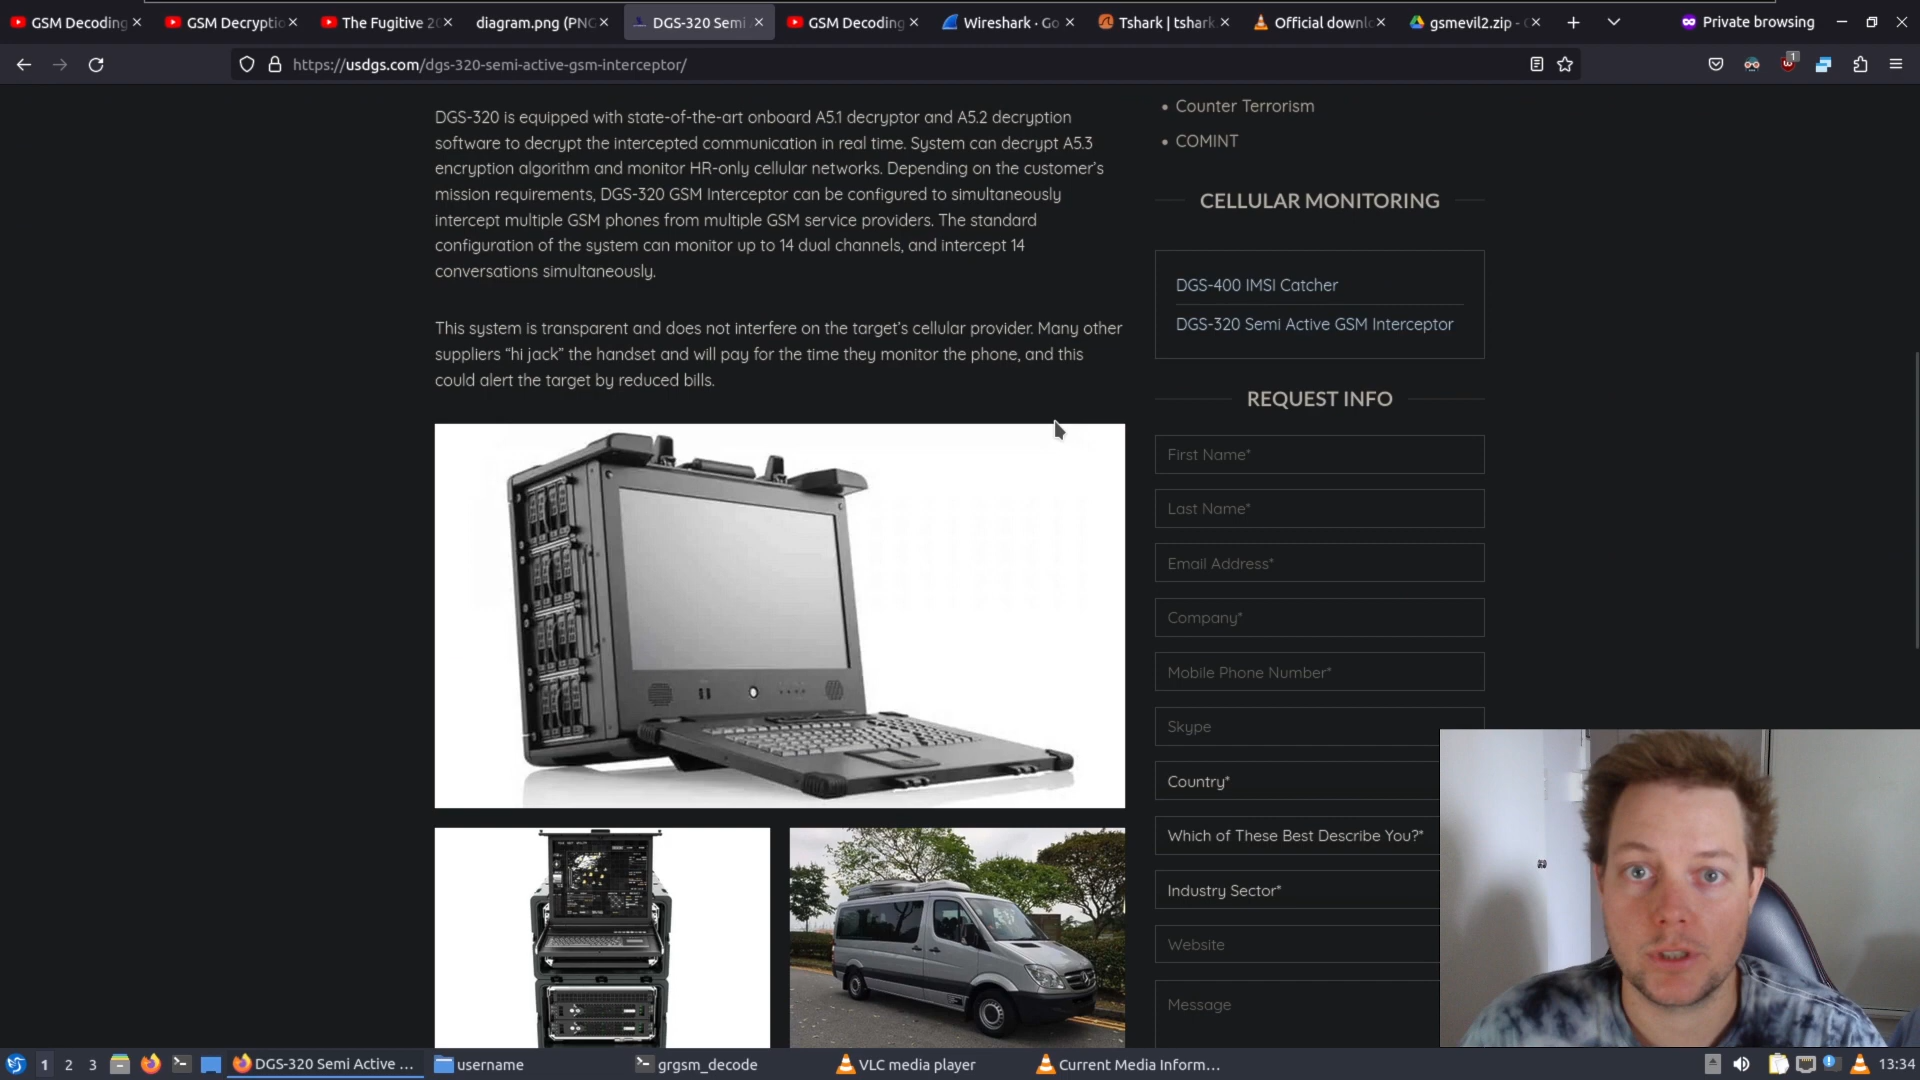 GSM Decoding
GSM Decryptio
The Fugitive 20
diagram.png (PNG
DGS-320 Semi
GSM Decoding
Wireshark · Go
Tshark | tshark
Official downl
gsmevil2.zip -
Private browsing
https://usdgs.com/dgs-320-semi-active-gsm-interceptor/
1
DGS-320 is equipped with state-of-the-art onboard A5.1 decryptor and A5.2 decryption
software to decrypt the intercepted communication in real time. System can decrypt A5.3
encryption algorithm and monitor HR-only cellular networks. Depending on the customer's
mission requirements, DGS-320 GSM Interceptor can be configured to simultaneously
intercept multiple GSM phones from multiple GSM service providers. The standard
configuration of the system can monitor up to 14 dual channels, and intercept 14
conversations simultaneously.
This system is transparent and does not interfere on the target's cellular provider. Many other
suppliers "hi jack" the handset and will pay for the time they monitor the phone, and this
could alert the target by reduced bills.
• Counter Terrorism
• COMINT
CELLULAR MONITORING
DGS-400 IMSI Catcher
DGS-320 Semi Active GSM Interceptor
REQUEST INFO
First Name*
Last Name*
Email Address*
Company*
Mobile Phone Number*
Skype
Country*
Which of These Best Describe You?*
Industry Sector*
Website
Message
1 2 3
DGS-320 Semi Active ...
username
grgsm_decode
VLC media player
Current Media Inform...
13:34